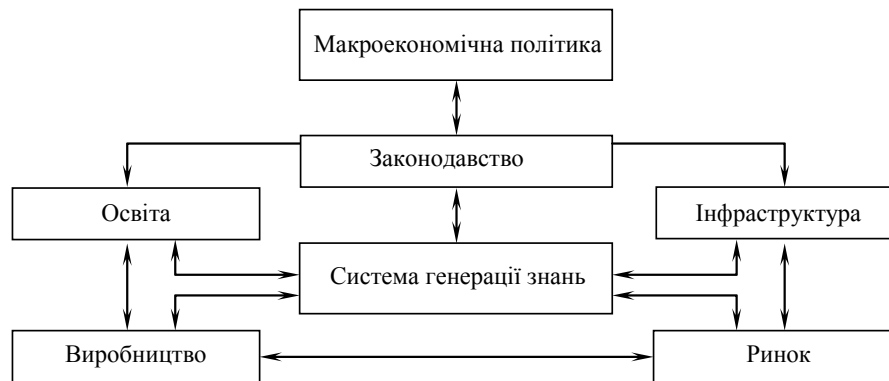 Макроекономічна політика
Законодавство
Освіта
Інфраструктура
Система генерації знань
Виробництво
Ринок